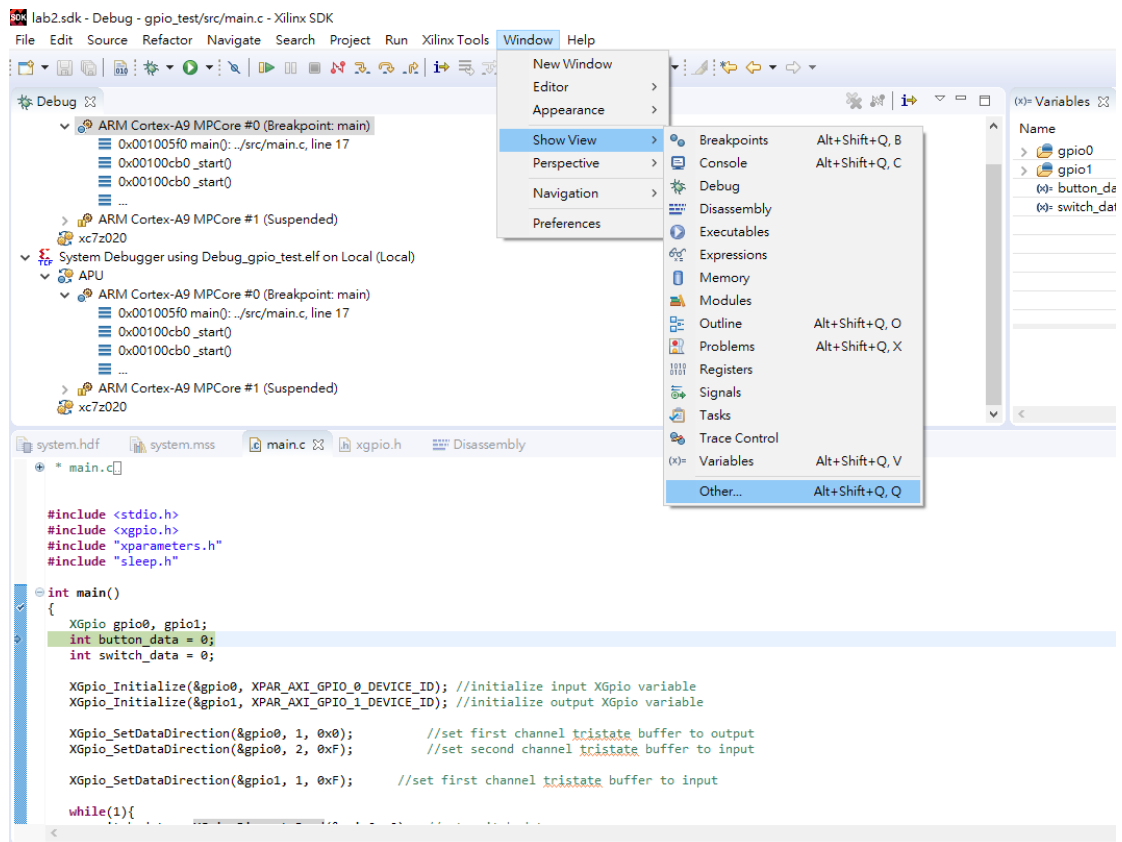 SDK lab2.sdk - Debug - gpio_test/src/main.c - Xilinx SDK
File Edit Source Refactor Navigate Search Project Run Xilinx Tools Window Help
New Window
Editor
Appearance
Show View
Perspective
Navigation
Preferences
Breakpoints Alt+Shift+Q, B
Console Alt+Shift+Q, C
Debug
Disassembly
Executables
Expressions
Memory
Modules
Outline Alt+Shift+Q, O
Problems Alt+Shift+Q, X
Registers
Signals
Tasks
Trace Control
Variables Alt+Shift+Q, V
Other... Alt+Shift+Q, Q
Debug
ARM Cortex-A9 MPCore #0 (Breakpoint: main)
0x001005f0 main(): ../src/main.c, line 17
0x00100cb0 _start()
0x00100cb0 _start()
...
ARM Cortex-A9 MPCore #1 (Suspended)
xc7z020
System Debugger using Debug_gpio_test.elf on Local (Local)
APU
ARM Cortex-A9 MPCore #0 (Breakpoint: main)
0x001005f0 main(): ../src/main.c, line 17
0x00100cb0 _start()
0x00100cb0 _start()
...
ARM Cortex-A9 MPCore #1 (Suspended)
xc7z020
(x)= Variables
Name
gpio0
gpio1
(x)= button_da
(x)= switch_dat
system.hdf system.mss main.c xgpio.h Disassembly
* main.c
#include <stdio.h>
#include <xgpio.h>
#include "xparameters.h"
#include "sleep.h"
int main()
{
XGpio gpio0, gpio1;
int button_data = 0;
int switch_data = 0;
XGpio_Initialize(&gpio0, XPAR_AXI_GPIO_0_DEVICE_ID); //initialize input XGpio variable
XGpio_Initialize(&gpio1, XPAR_AXI_GPIO_1_DEVICE_ID); //initialize output XGpio variable
XGpio_SetDataDirection(&gpio0, 1, 0x0); //set first channel tristate buffer to output
XGpio_SetDataDirection(&gpio0, 2, 0xF); //set second channel tristate buffer to input
XGpio_SetDataDirection(&gpio1, 1, 0xF); //set first channel tristate buffer to input
while(1){